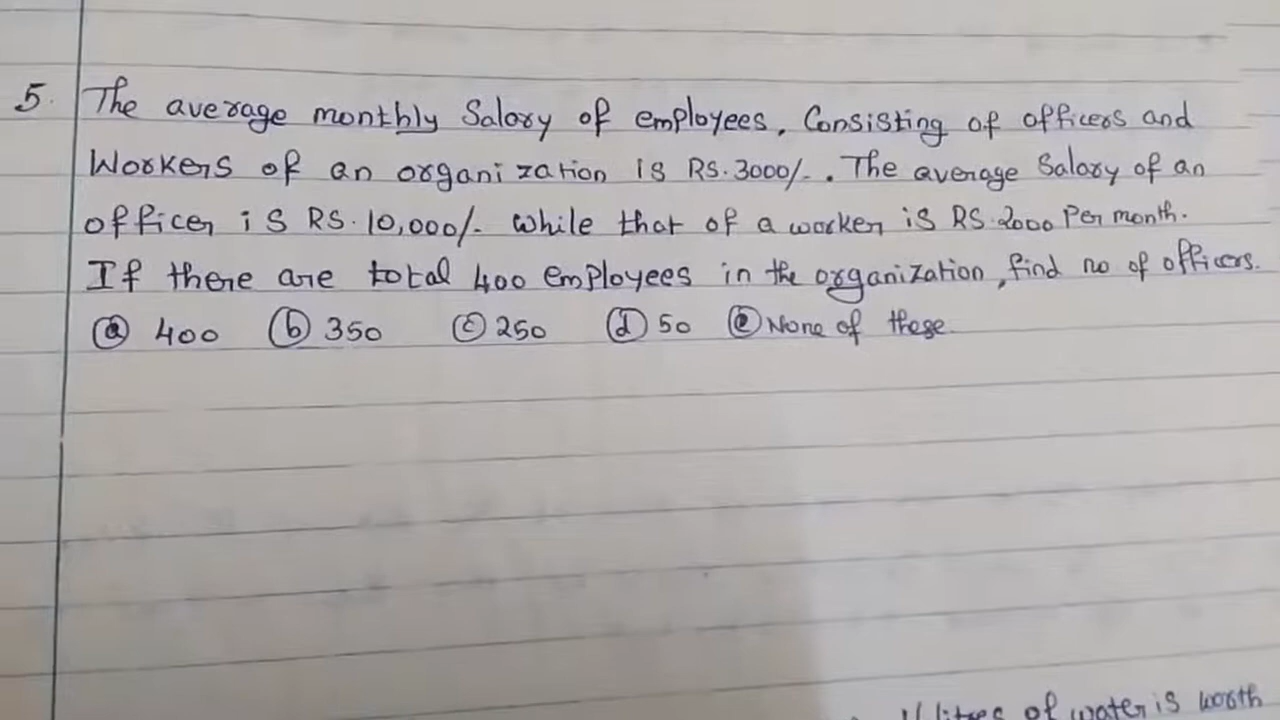 5. The average monthly Salary of employees, Consisting of officers and
Workers of an organization is RS.3000/-. The average Salary of an
officer is RS.10,000/- while that of a worker is RS.2000 Per month.
If there are total 400 employees in the organization, find no of officers.
(a) 400 (b) 350 (c) 250 (d) 50 (e) None of these.
litres of water is worth